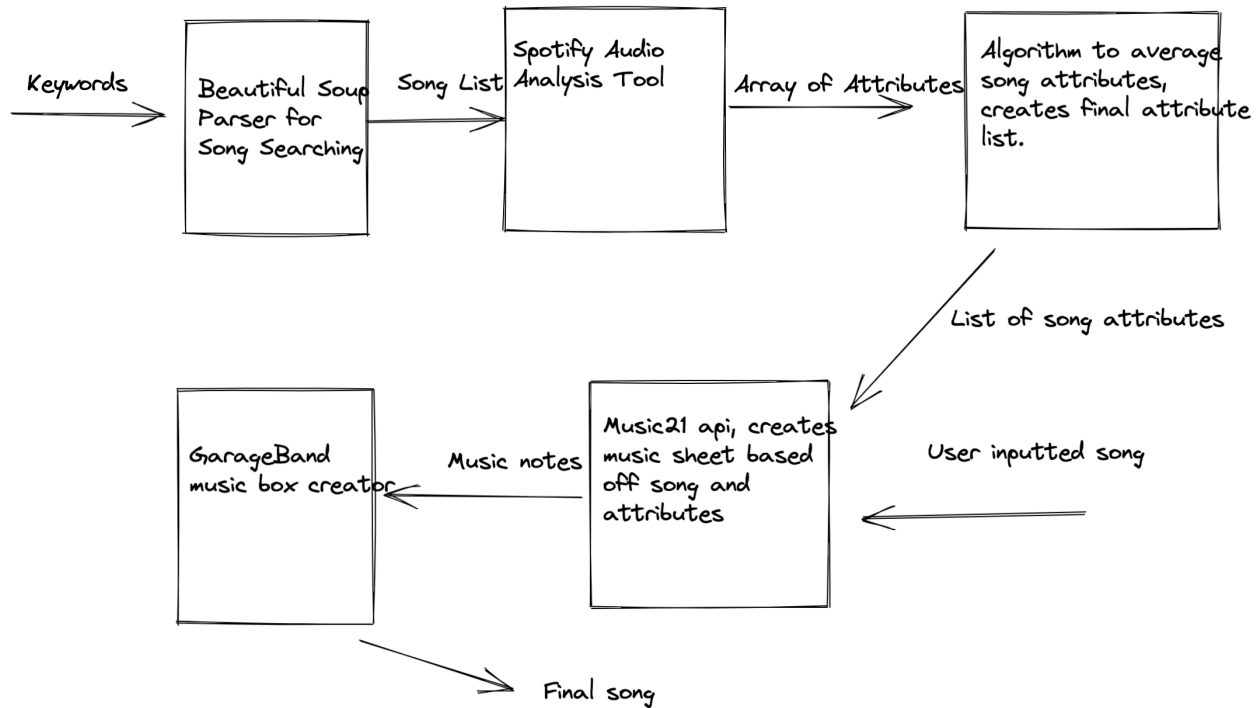 Keywords
Beautiful Soup
Parser for
Song Searching
Song List
Spotify Audio
Analysis Tool
Array of Attributes
Algorithm to average
song attributes,
creates final attribute
list.
List of song attributes
User inputted song
Music21 api, creates
music sheet based
off song and
attributes
Music notes
GarageBand
music box creator
Final song